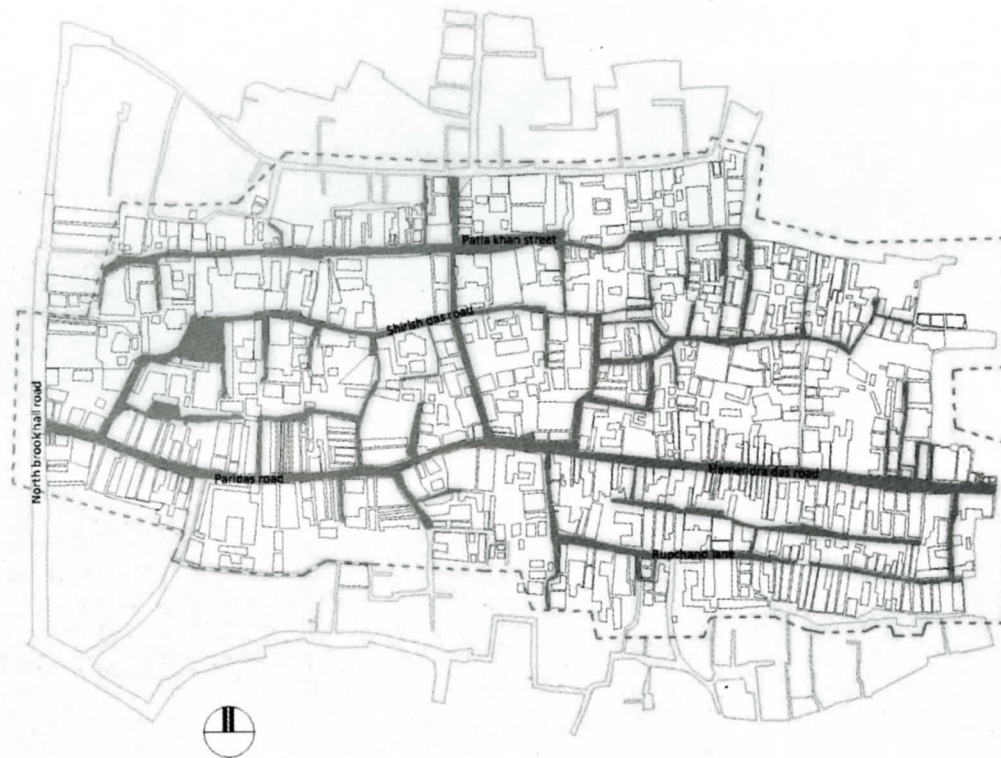 Patla khan street
Shirish das road
North brookhall road
Paridas road
Hemendra das road
Rupchand lane